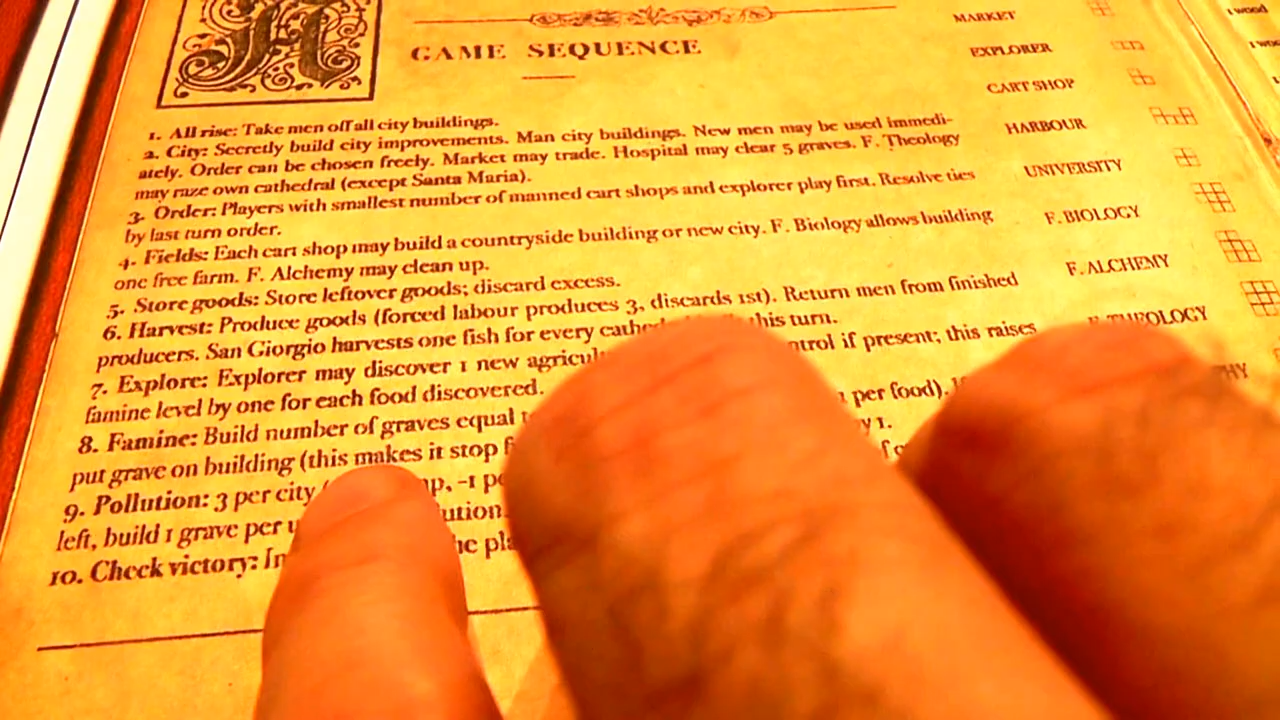 GAME SEQUENCE
1. All rise: Take men off all city buildings.
2. City: Secretly build city improvements. Man city buildings. New men may be used immedi-
ately. Order can be chosen freely. Market may trade. Hospital may clear 5 graves. F. Theology
may raze own cathedral (except Santa Maria).
3. Order: Players with smallest number of manned cart shops and explorer play first. Resolve ties
by last turn order.
4. Fields: Each cart shop may build a countryside building or new city. F. Biology allows building
one free farm. F. Alchemy may clean up.
5. Store goods: Store leftover goods; discard excess.
6. Harvest: Produce goods (forced labour produces 3, discards 1st). Return men from finished
producers. San Giorgio harvests one fish for every this turn.
7. Explore: Explorer may discover 1 new if present; this raises
famine level by one for each food discovered.
8. Famine: Build number of graves equal per food).
put grave on building (this makes it stop 1.
9. Pollution: 3 per city -1
left, build 1 grave per
10. Check victory:
MARKET
EXPLORER
CART SHOP
HARBOUR
UNIVERSITY
F. BIOLOGY
F. ALCHEMY
F. THEOLOGY
1 wood